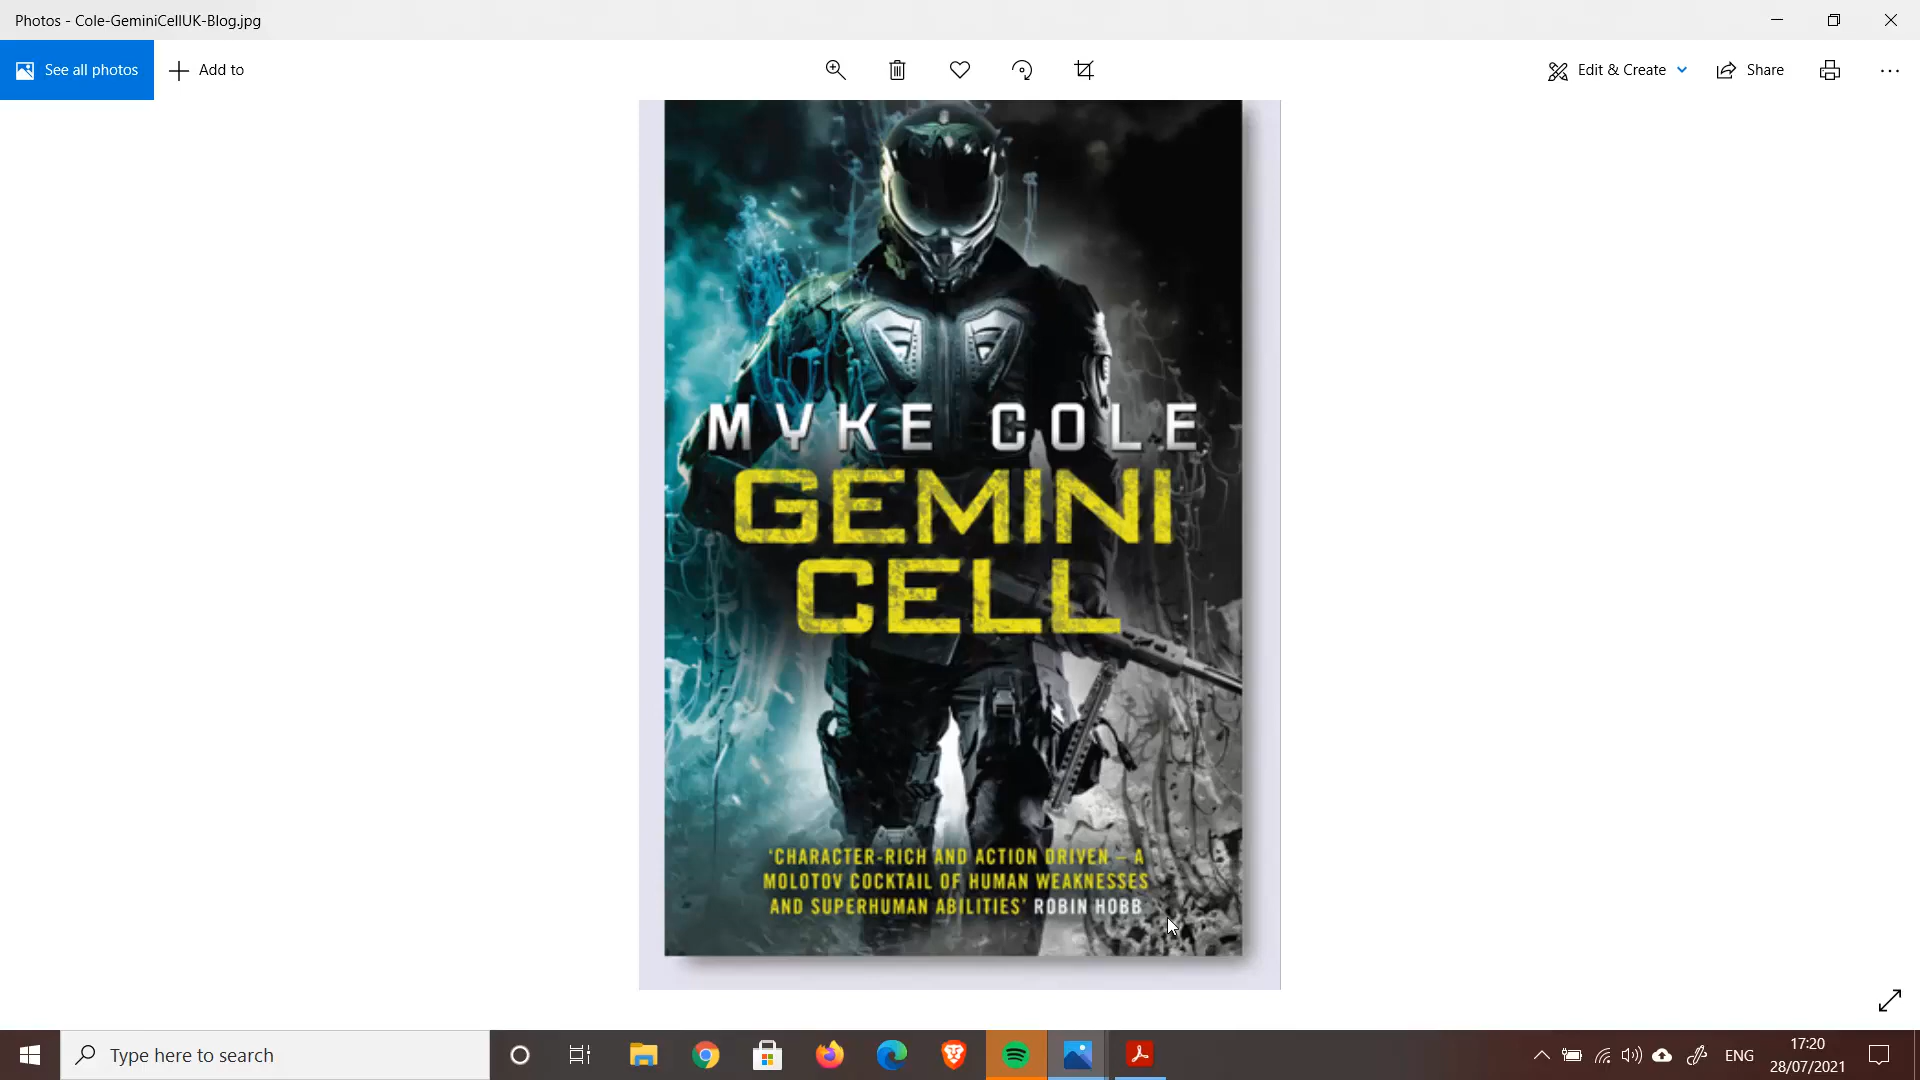 Photos - Cole-GeminiCellUK-Blog.jpg
See all photos
Add to
Edit & Create
Share
MYKE COLE
GEMINI
CELL
‘CHARACTER-RICH AND ACTION DRIVEN – A
MOLOTOV COCKTAIL OF HUMAN WEAKNESSES
AND SUPERHUMAN ABILITIES’ ROBIN HOBB
Type here to search
ENG
17:20
28/07/2021